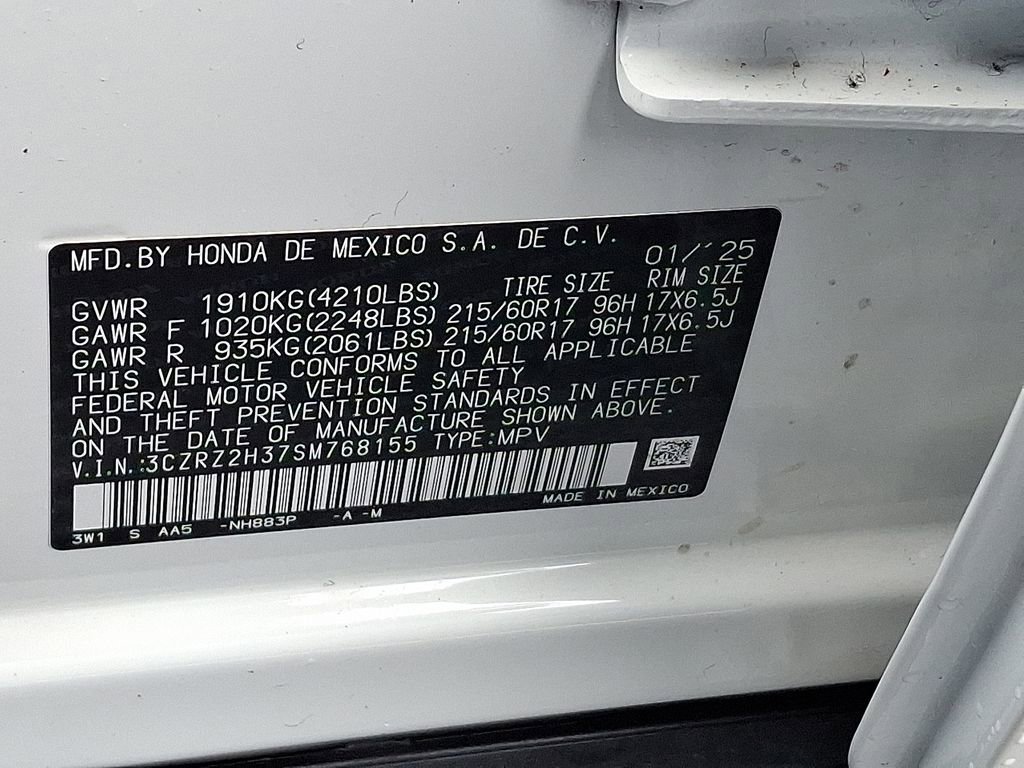 MFD.BY HONDA DE MEXICO S.A. DE C.V.
01/'25
TIRE SIZE RIM SIZE
GVWR 1910KG(4210LBS)
GAWR F 1020KG(2248LBS) 215/60R17 96H 17X6.5J
GAWR R 935KG(2061LBS) 215/60R17 96H 17X6.5J
THIS VEHICLE CONFORMS TO ALL APPLICABLE
FEDERAL MOTOR VEHICLE SAFETY
AND THEFT PREVENTION STANDARDS IN EFFECT
ON THE DATE OF MANUFACTURE SHOWN ABOVE.
V.I.N.:3CZRZ2H37SM768155 TYPE:MPV
MADE IN MEXICO
3W1 S AA5 -NH883P -A -M